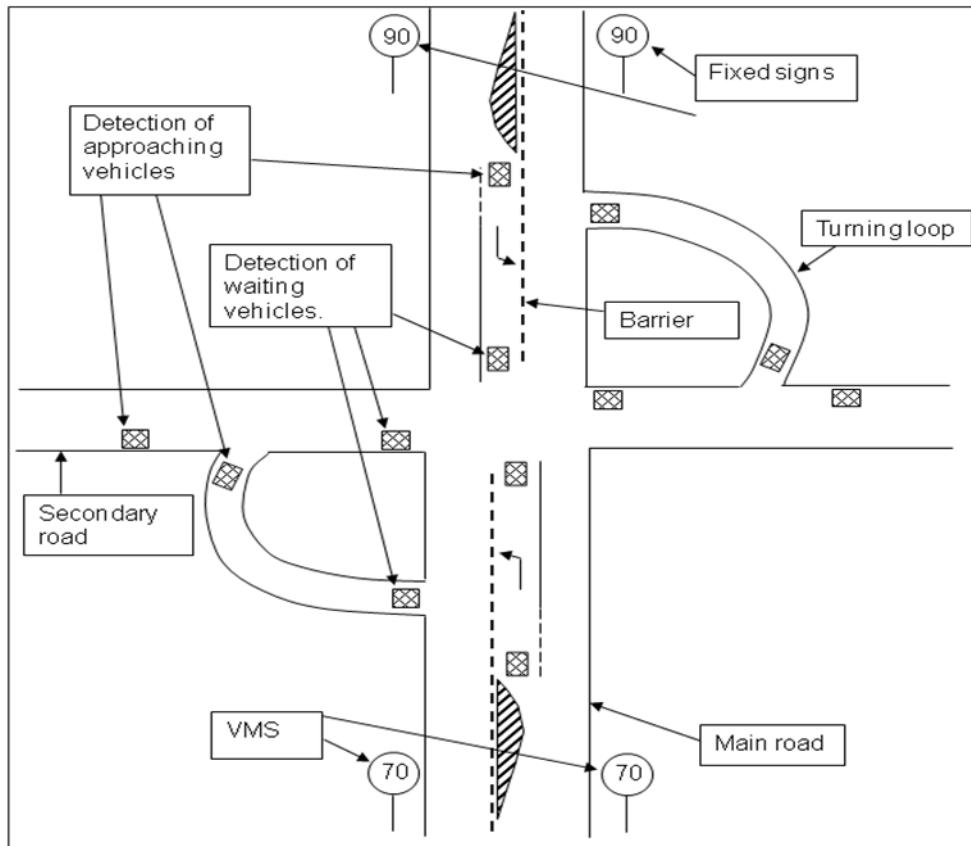 90
90
Fixed signs
Detection of
approaching
vehicles
Turning loop
Detection of
waiting
vehicles.
Barrier
Secondary
road
VMS
Main road
70
70